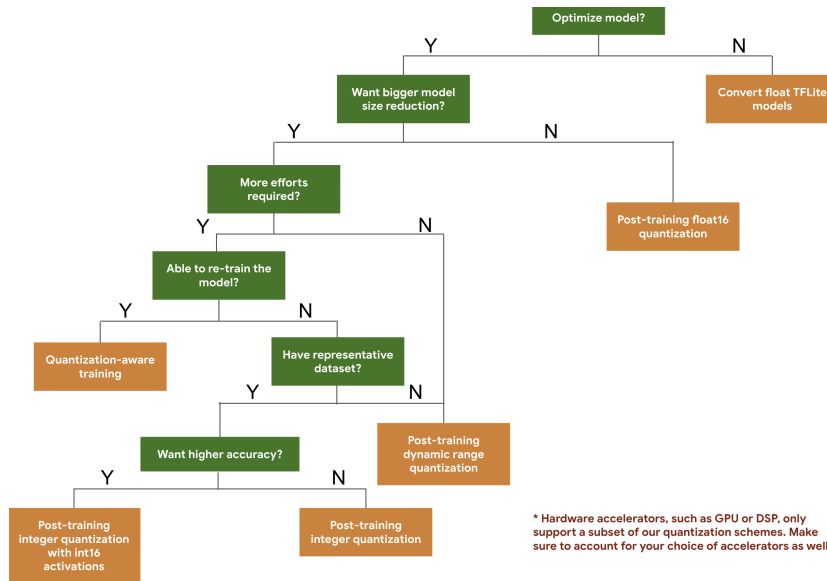 Optimize model?
Y
N
Want bigger model
size reduction?
Convert float TFLite
models
Y
N
More efforts
required?
Post-training float16
quantization
Y
N
Able to re-train the
model?
Y
N
Quantization-aware
training
Have representative
dataset?
Y
N
Want higher accuracy?
Post-training
dynamic range
quantization
Y
N
Post-training
integer quantization
with int16
activations
Post-training
integer quantization
* Hardware accelerators, such as GPU or DSP, only
support a subset of our quantization schemes. Make
sure to account for your choice of accelerators as well